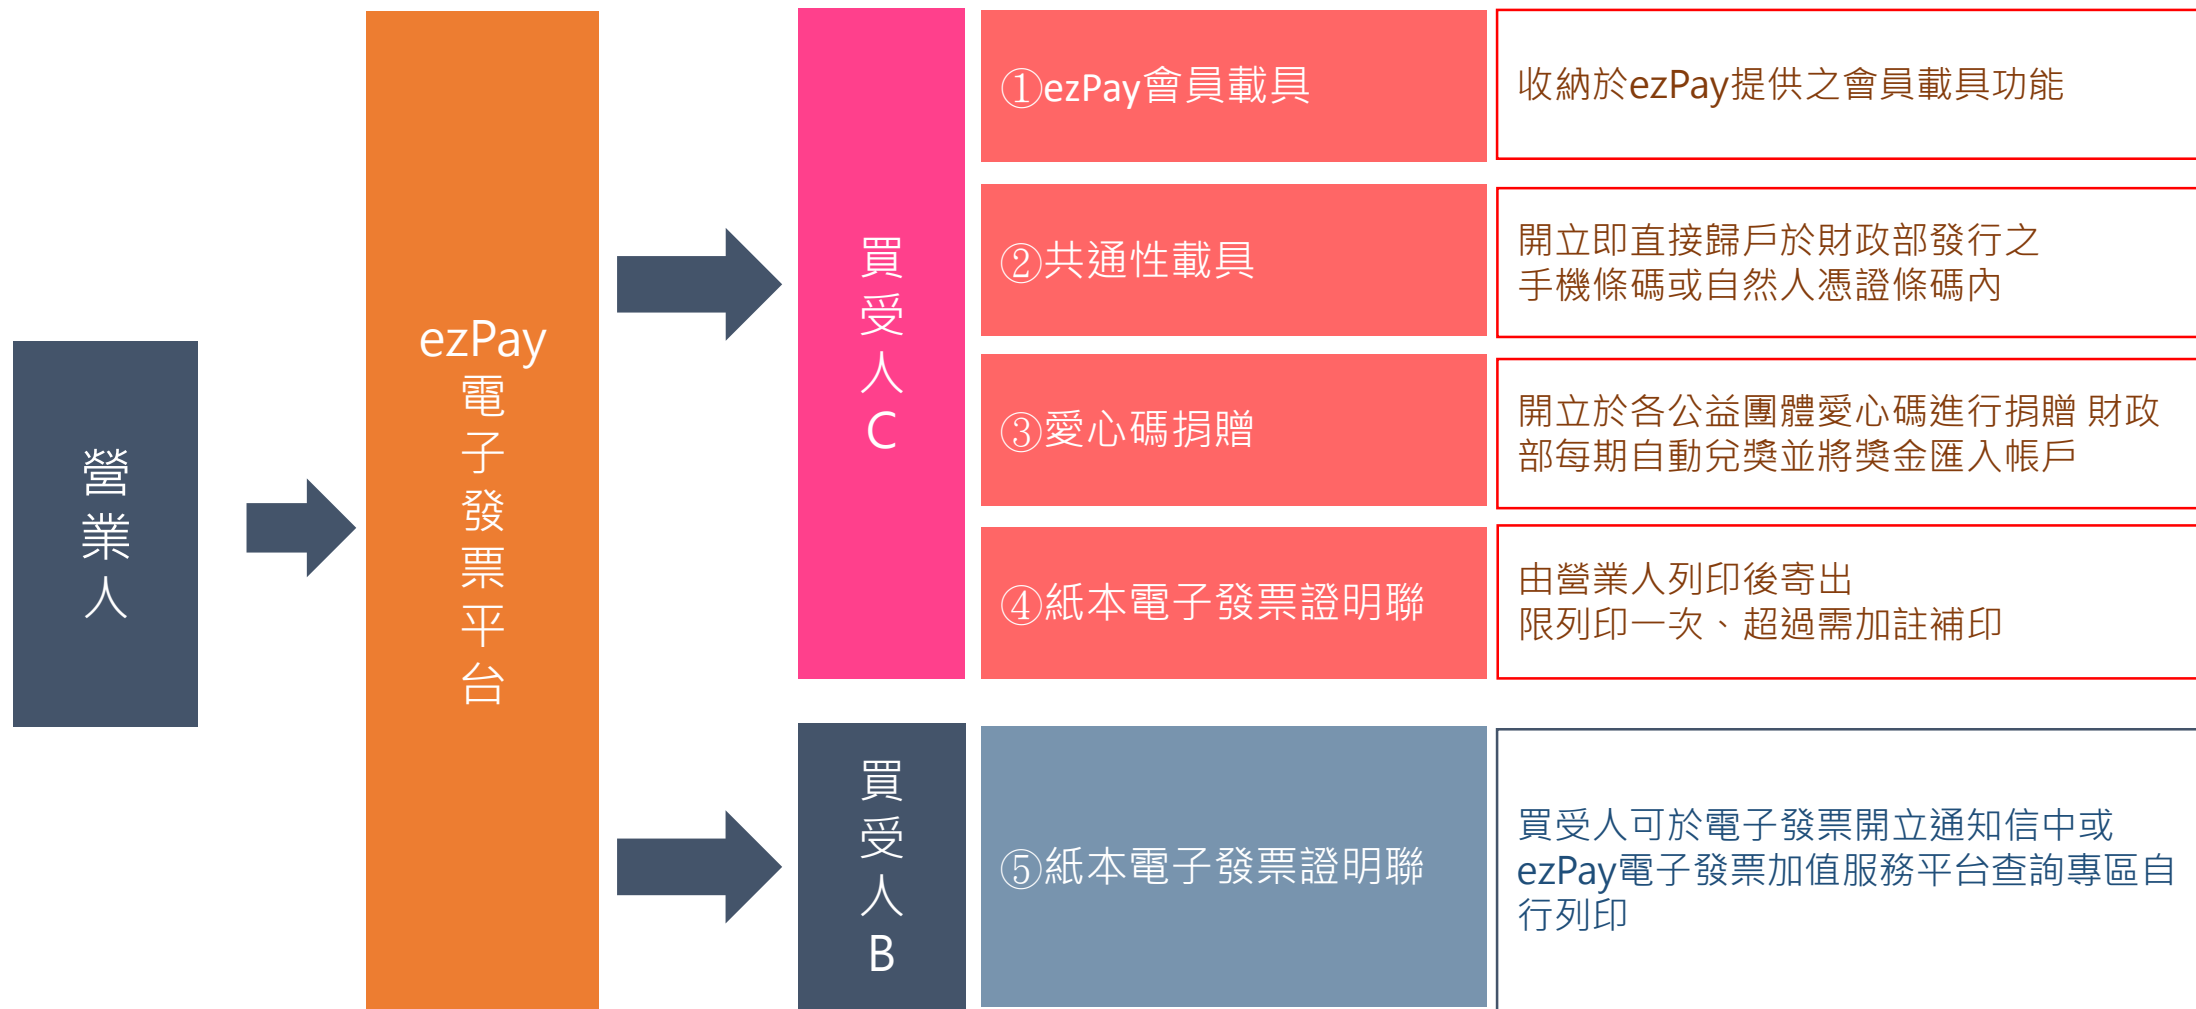 營業人
ezPay
電子發票平台
買受人C
①ezPay會員載具
收納於ezPay提供之會員載具功能
②共通性載具
開立即直接歸戶於財政部發行之
手機條碼或自然人憑證條碼內
③愛心碼捐贈
開立於各公益團體愛心碼進行捐贈 財政
部每期自動兌獎並將獎金匯入帳戶
④紙本電子發票證明聯
由營業人列印後寄出
限列印一次、超過需加註補印
買受人B
⑤紙本電子發票證明聯
買受人可於電子發票開立通知信中或
ezPay電子發票加值服務平台查詢專區自
行列印